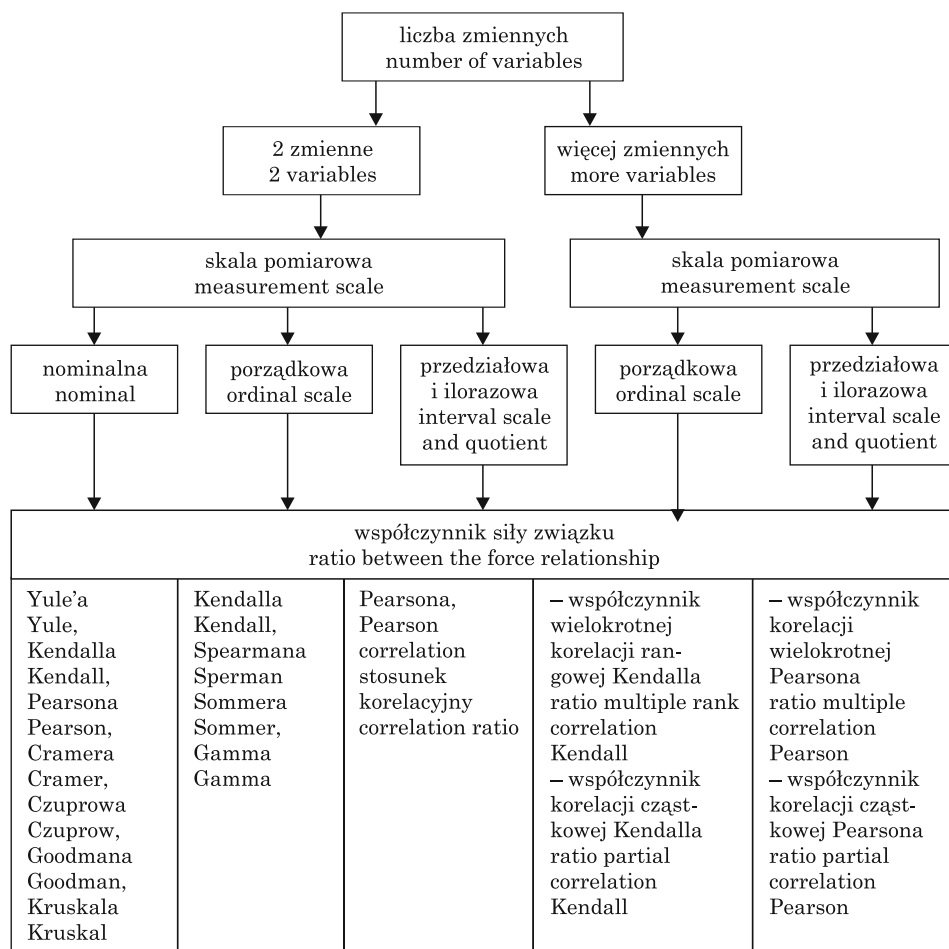 liczba zmiennych
number of variables
2 zmienne
2 variables
więcej zmiennych
more variables
skala pomiarowa
measurement scale
skala pomiarowa
measurement scale
nominalna
nominal
porządkowa
ordinal scale
przedziałowa
i ilorazowa
interval scale
and quotient
porządkowa
ordinal scale
przedziałowa
i ilorazowa
interval scale
and quotient
współczynnik siły związku
ratio between the force relationship
Yule'a
Yule,
Kendalla
Kendall,
Pearsona
Pearson,
Cramera
Cramer,
Czuprowa
Czuprow,
Goodmana
Goodman,
Kruskala
Kruskal
Kendalla
Kendall,
Spearmana
Sperman
Sommera
Sommer,
Gamma
Gamma
Pearsona,
Pearson
correlation
stosunek
korelacyjny
correlation ratio
– współczynnik
wielokrotnej
korelacji ran-
gowej Kendalla
ratio multiple rank
correlation
Kendall
– współczynnik
korelacji cząst-
kowej Kendalla
ratio partial
correlation
Kendall
– współczynnik
korelacji
wielokrotnej
Pearsona
ratio multiple
correlation
Pearson
– współczynnik
korelacji cząst-
kowej Pearsona
ratio partial
correlation
Pearson